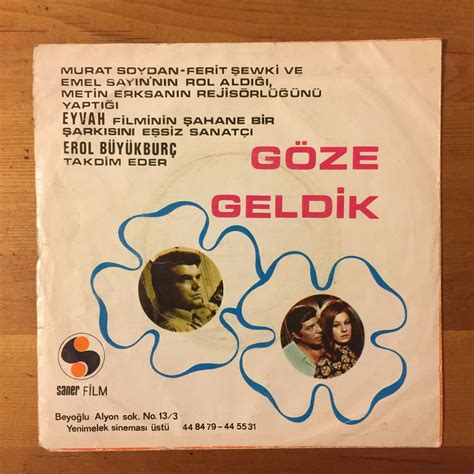 MURAT SOYDAN-FERİT ŞEWKİ VE
EMEL SAYIN'NIN ROL ALDIĞI,
METİN ERKSANIN REJİSÖRLÜĞÜNÜ
YAPTIĞI
EYVAH FİLMİNİN ŞAHANE BİR
ŞARKISINI EŞSİZ SANATÇI
EROL BÜYÜKBURÇ
TAKDİM EDER
GÖZE
GELDİK
saner FİLM
Beyoğlu Alyon sok. No.13/3
Yenimelek sineması üstü 44 84 79 - 44 55 31